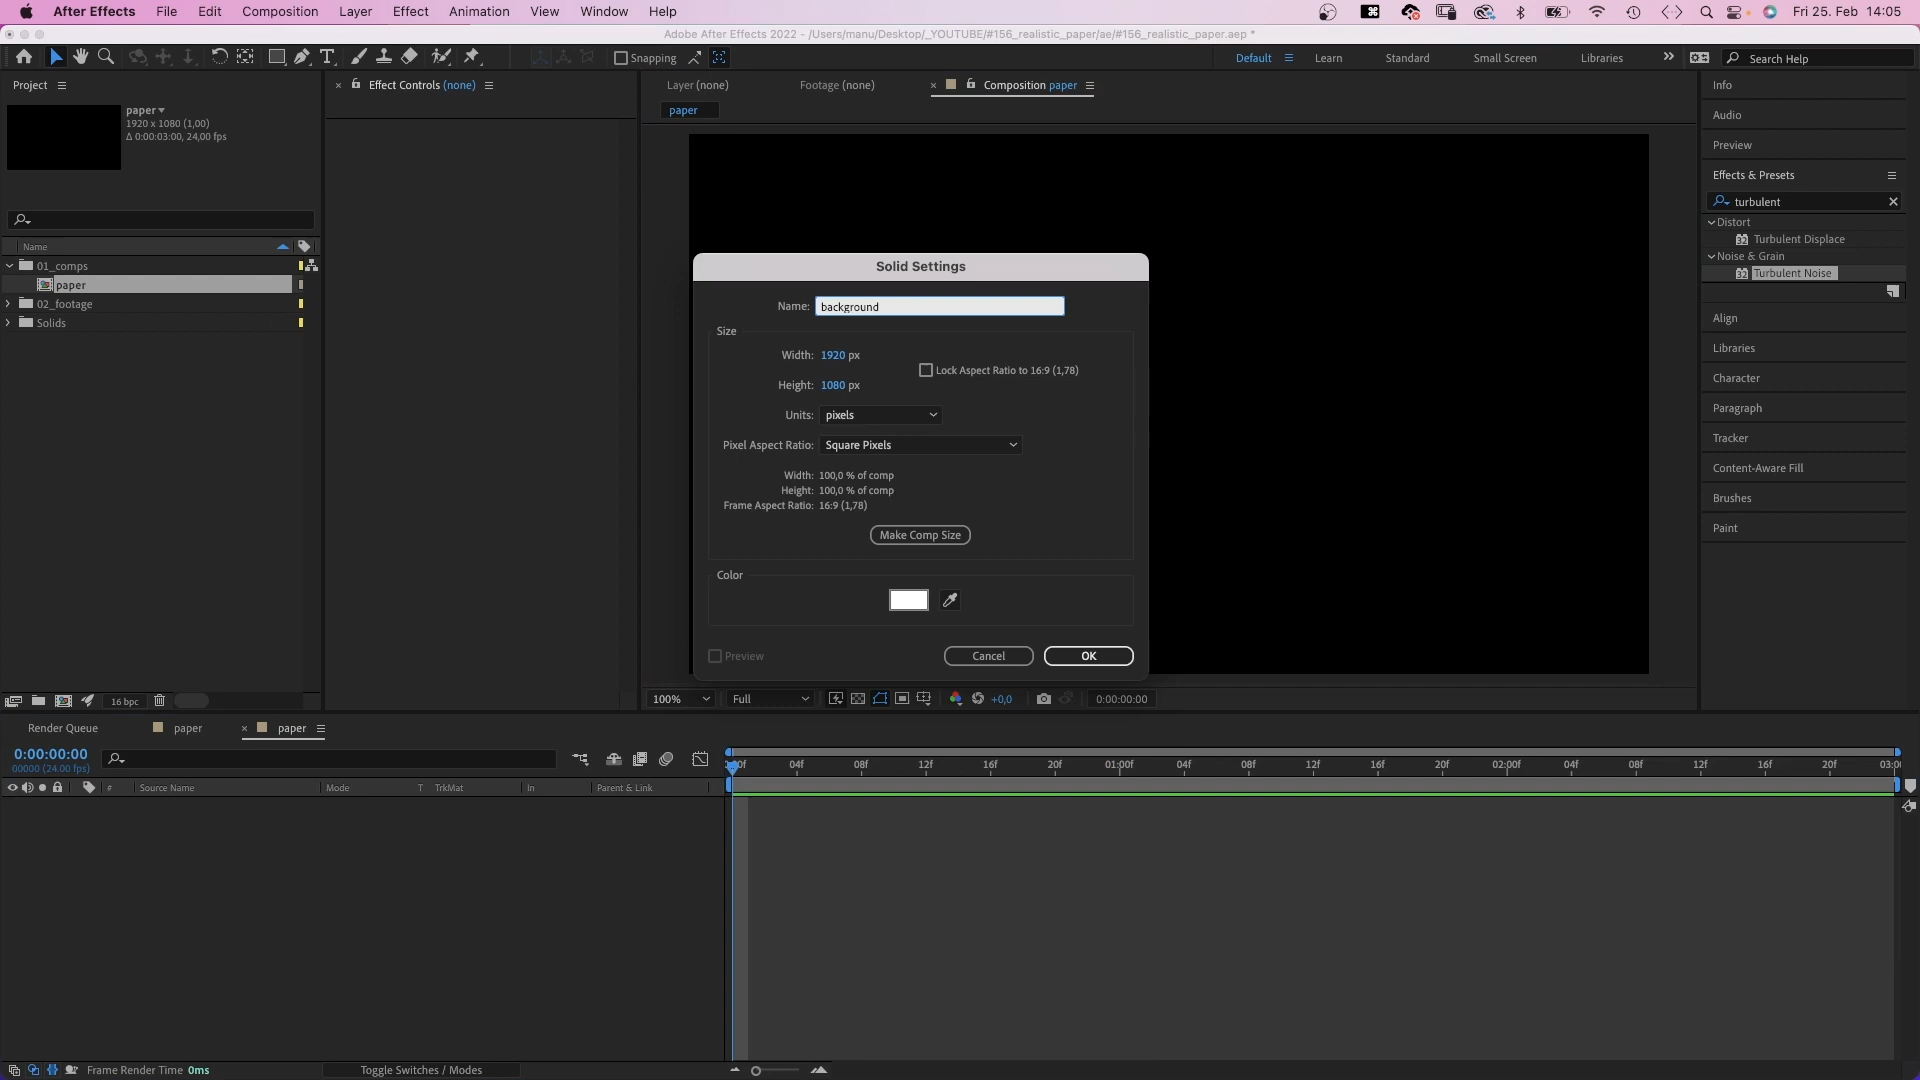 After Effects File Edit Composition Layer Effect Animation View Window Help Fri 25. Feb 14:05
Adobe After Effects 2022 - /Users/manu/Desktop/_YOUTUBE/#156_realistic_paper/ae/#156_realistic_paper.aep *
Snapping Default Learn Standard Small Screen Libraries Search Help
Project Effect Controls (none) Layer (none) Footage (none) Composition paper Info
paper
paper
1920 x 1080 (1,00)
Δ 0:00:03:00, 24,00 fps
Audio
Preview
Effects & Presets
turbulent
Distort
32 Turbulent Displace
Noise & Grain
32 Turbulent Noise
Align
Libraries
Character
Paragraph
Tracker
Content-Aware Fill
Brushes
Paint
Name
01_comps
paper
02_footage
Solids
Solid Settings
Name: background
Size
Width: 1920 px
Lock Aspect Ratio to 16:9 (1,78)
Height: 1080 px
Units: pixels
Pixel Aspect Ratio: Square Pixels
Width: 100,0 % of comp
Height: 100,0 % of comp
Frame Aspect Ratio: 16:9 (1,78)
Make Comp Size
Color
Preview Cancel OK
16 bpc 100% Full +0,0 0:00:00:00
Render Queue paper paper
0:00:00:00
00000 (24.00 fps)
:00f 04f 08f 12f 16f 20f 01:00f 04f 08f 12f 16f 20f 02:00f 04f 08f 12f 16f 20f 03:0
# Source Name Mode T TrkMat In Parent & Link
Frame Render Time 0ms Toggle Switches / Modes